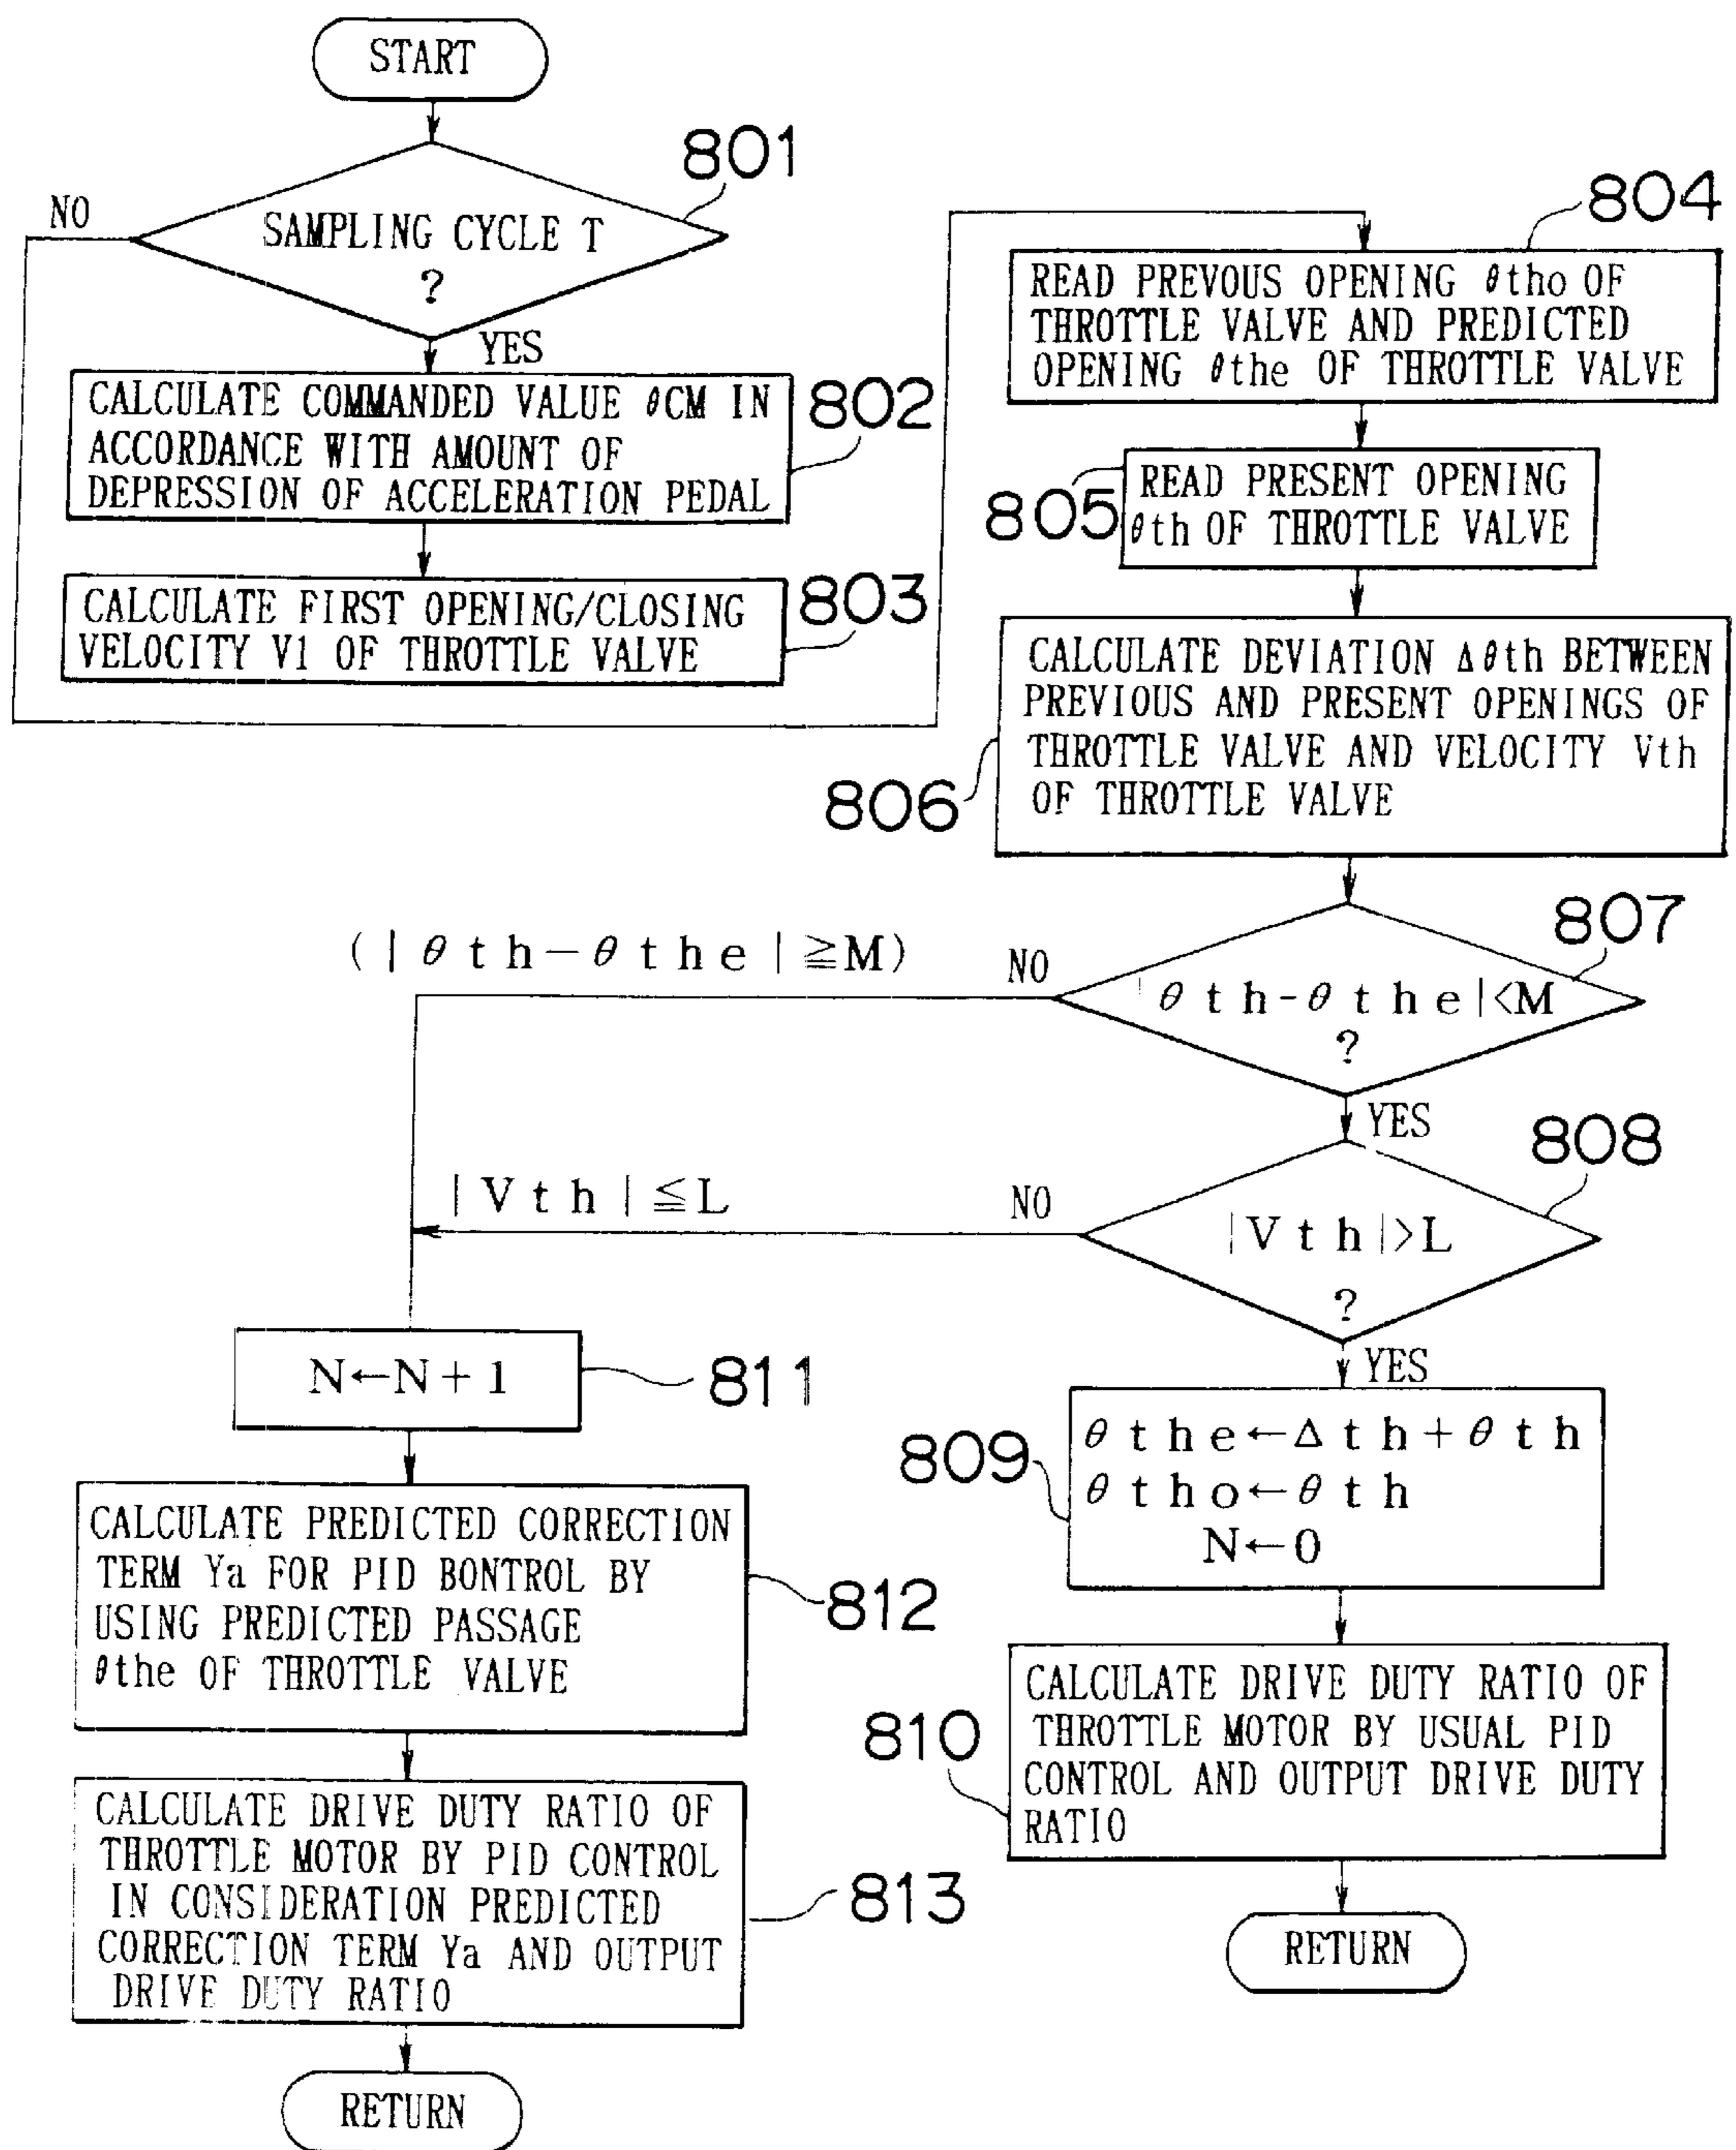 START
801
NO
SAMPLING CYCLE T
?
YES
CALCULATE COMMANDED VALUE θCM IN
ACCORDANCE WITH AMOUNT OF
DEPRESSION OF ACCELERATION PEDAL
802
CALCULATE FIRST OPENING/CLOSING
VELOCITY V1 OF THROTTLE VALVE
803
804
READ PREVOUS OPENING θtho OF
THROTTLE VALVE AND PREDICTED
OPENING θthe OF THROTTLE VALVE
805
READ PRESENT OPENING
θth OF THROTTLE VALVE
CALCULATE DEVIATION Δθth BETWEEN
PREVIOUS AND PRESENT OPENINGS OF
THROTTLE VALVE AND VELOCITY Vth
OF THROTTLE VALVE
806
807
(|θth-θthe|≧M)
NO
|θth-θthe|<M
?
YES
808
|Vth|≦L
NO
|Vth|>L
?
YES
N←N+1
811
809
θthe←Δth+θth
θtho←θth
N←0
CALCULATE PREDICTED CORRECTION
TERM Ya FOR PID BONTROL BY
USING PREDICTED PASSAGE
θthe OF THROTTLE VALVE
812
810
CALCULATE DRIVE DUTY RATIO OF
THROTTLE MOTOR BY USUAL PID
CONTROL AND OUTPUT DRIVE DUTY
RATIO
CALCULATE DRIVE DUTY RATIO OF
THROTTLE MOTOR BY PID CONTROL
IN CONSIDERATION PREDICTED
CORRECTION TERM Ya AND OUTPUT
DRIVE DUTY RATIO
813
RETURN
RETURN